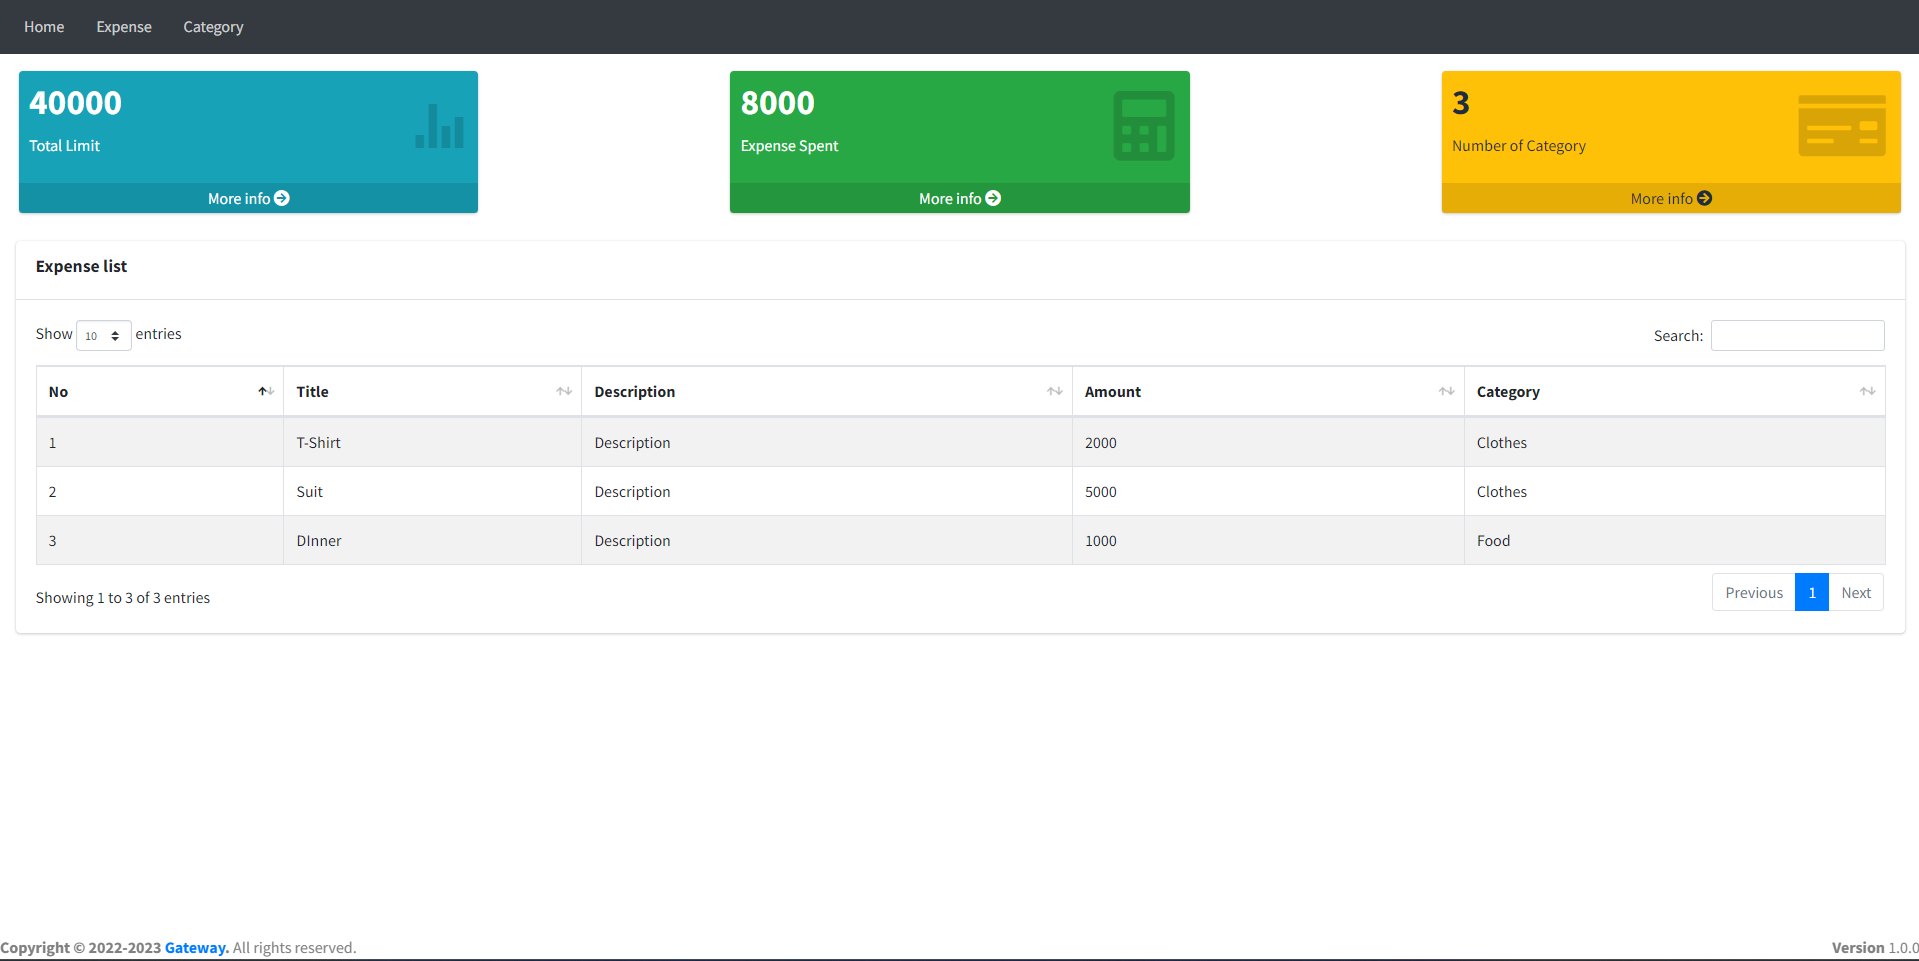 Home Expense Category
40000
Total Limit
More info
8000
Expense Spent
More info
3
Number of Category
More info
Expense list
Show 10 entries
Search:
No Title Description Amount Category
1 T-Shirt Description 2000 Clothes
2 Suit Description 5000 Clothes
3 DInner Description 1000 Food
Showing 1 to 3 of 3 entries
Previous 1 Next
Copyright © 2022-2023 Gateway. All rights reserved.
Version 1.0.0